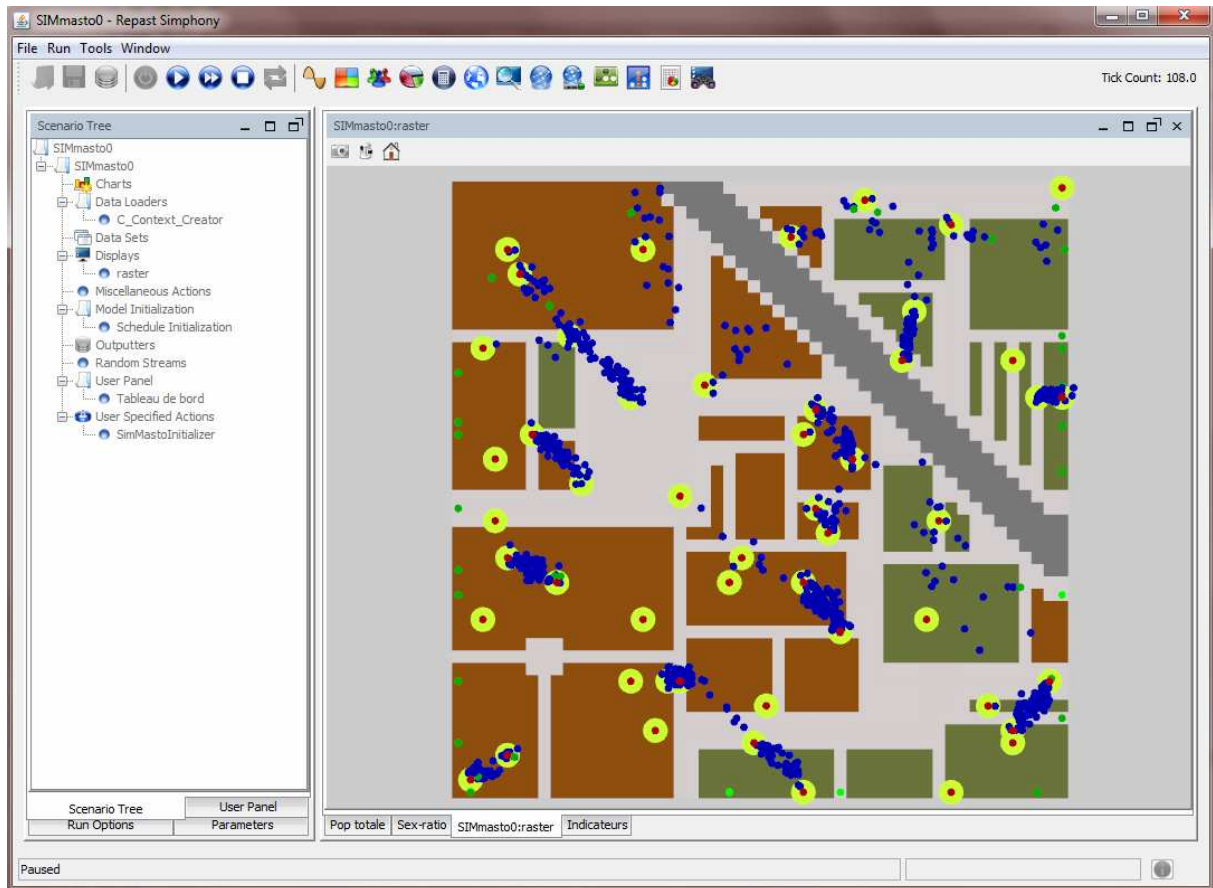 SIMmasto0 - Repast Simphony
File Run Tools Window
Tick Count: 108.0
Scenario Tree
SIMmasto0
SIMmasto0
Charts
Data Loaders
C_Context_Creator
Data Sets
Displays
raster
Miscellaneous Actions
Model Initialization
Schedule Initialization
Outputters
Random Streams
User Panel
Tableau de bord
User Specified Actions
SimMastoInitializer
Scenario Tree User Panel
Run Options Parameters
SIMmasto0:raster
Pop totale Sex-ratio SIMmasto0:raster Indicateurs
Paused